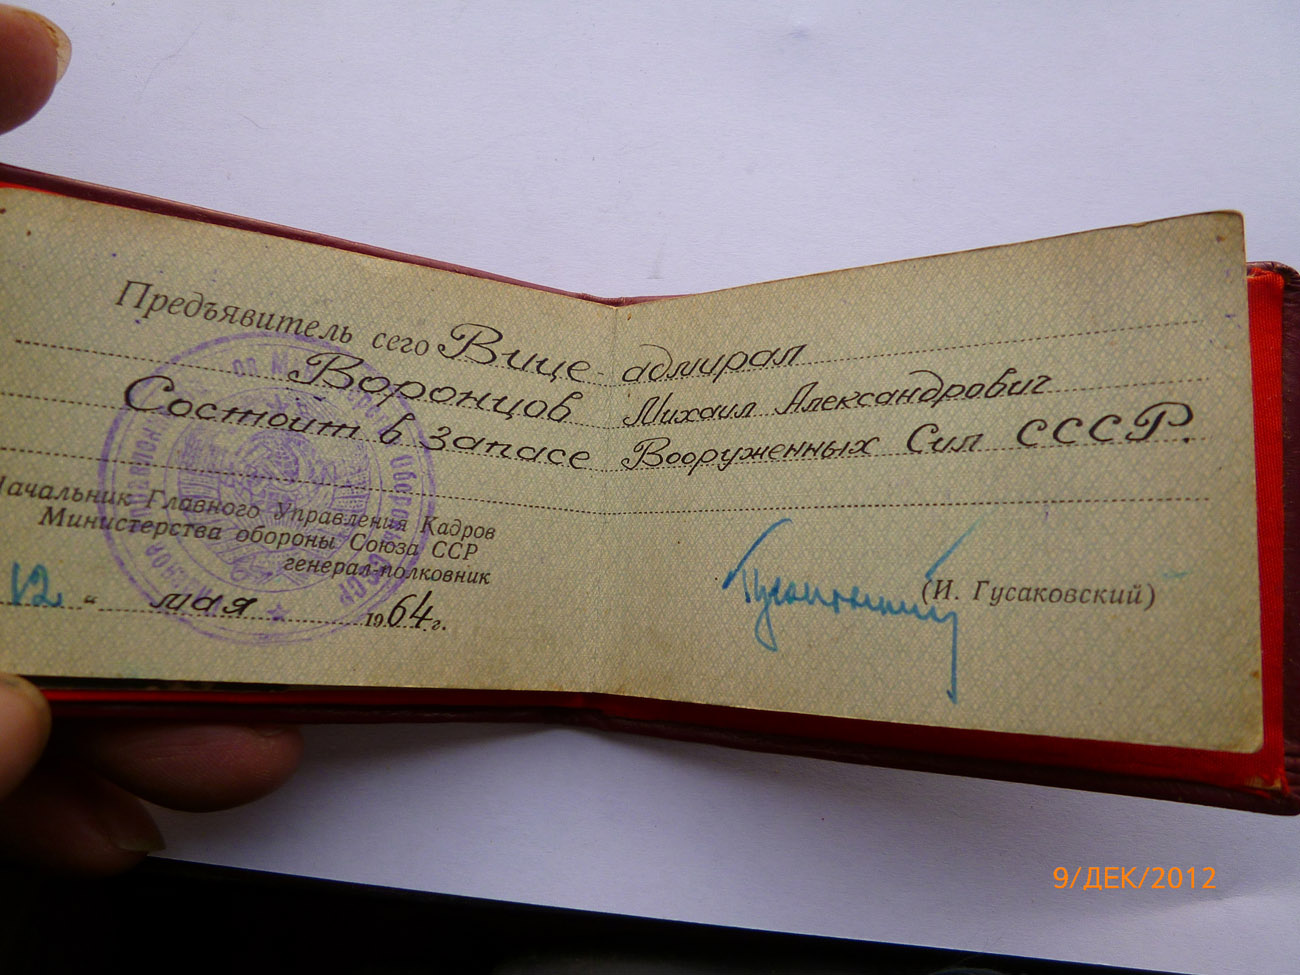 Предъявитель сего Вице-адмирал
Воронцов Михаил Александрович
Состоит в запасе Вооруженных Сил СССР.
Начальник Главного Управления Кадров
Министерства обороны Союза ССР
генерал-полковник
(И. Гусаковский)
12 " мая 1964 г.
9/ДЕК/2012